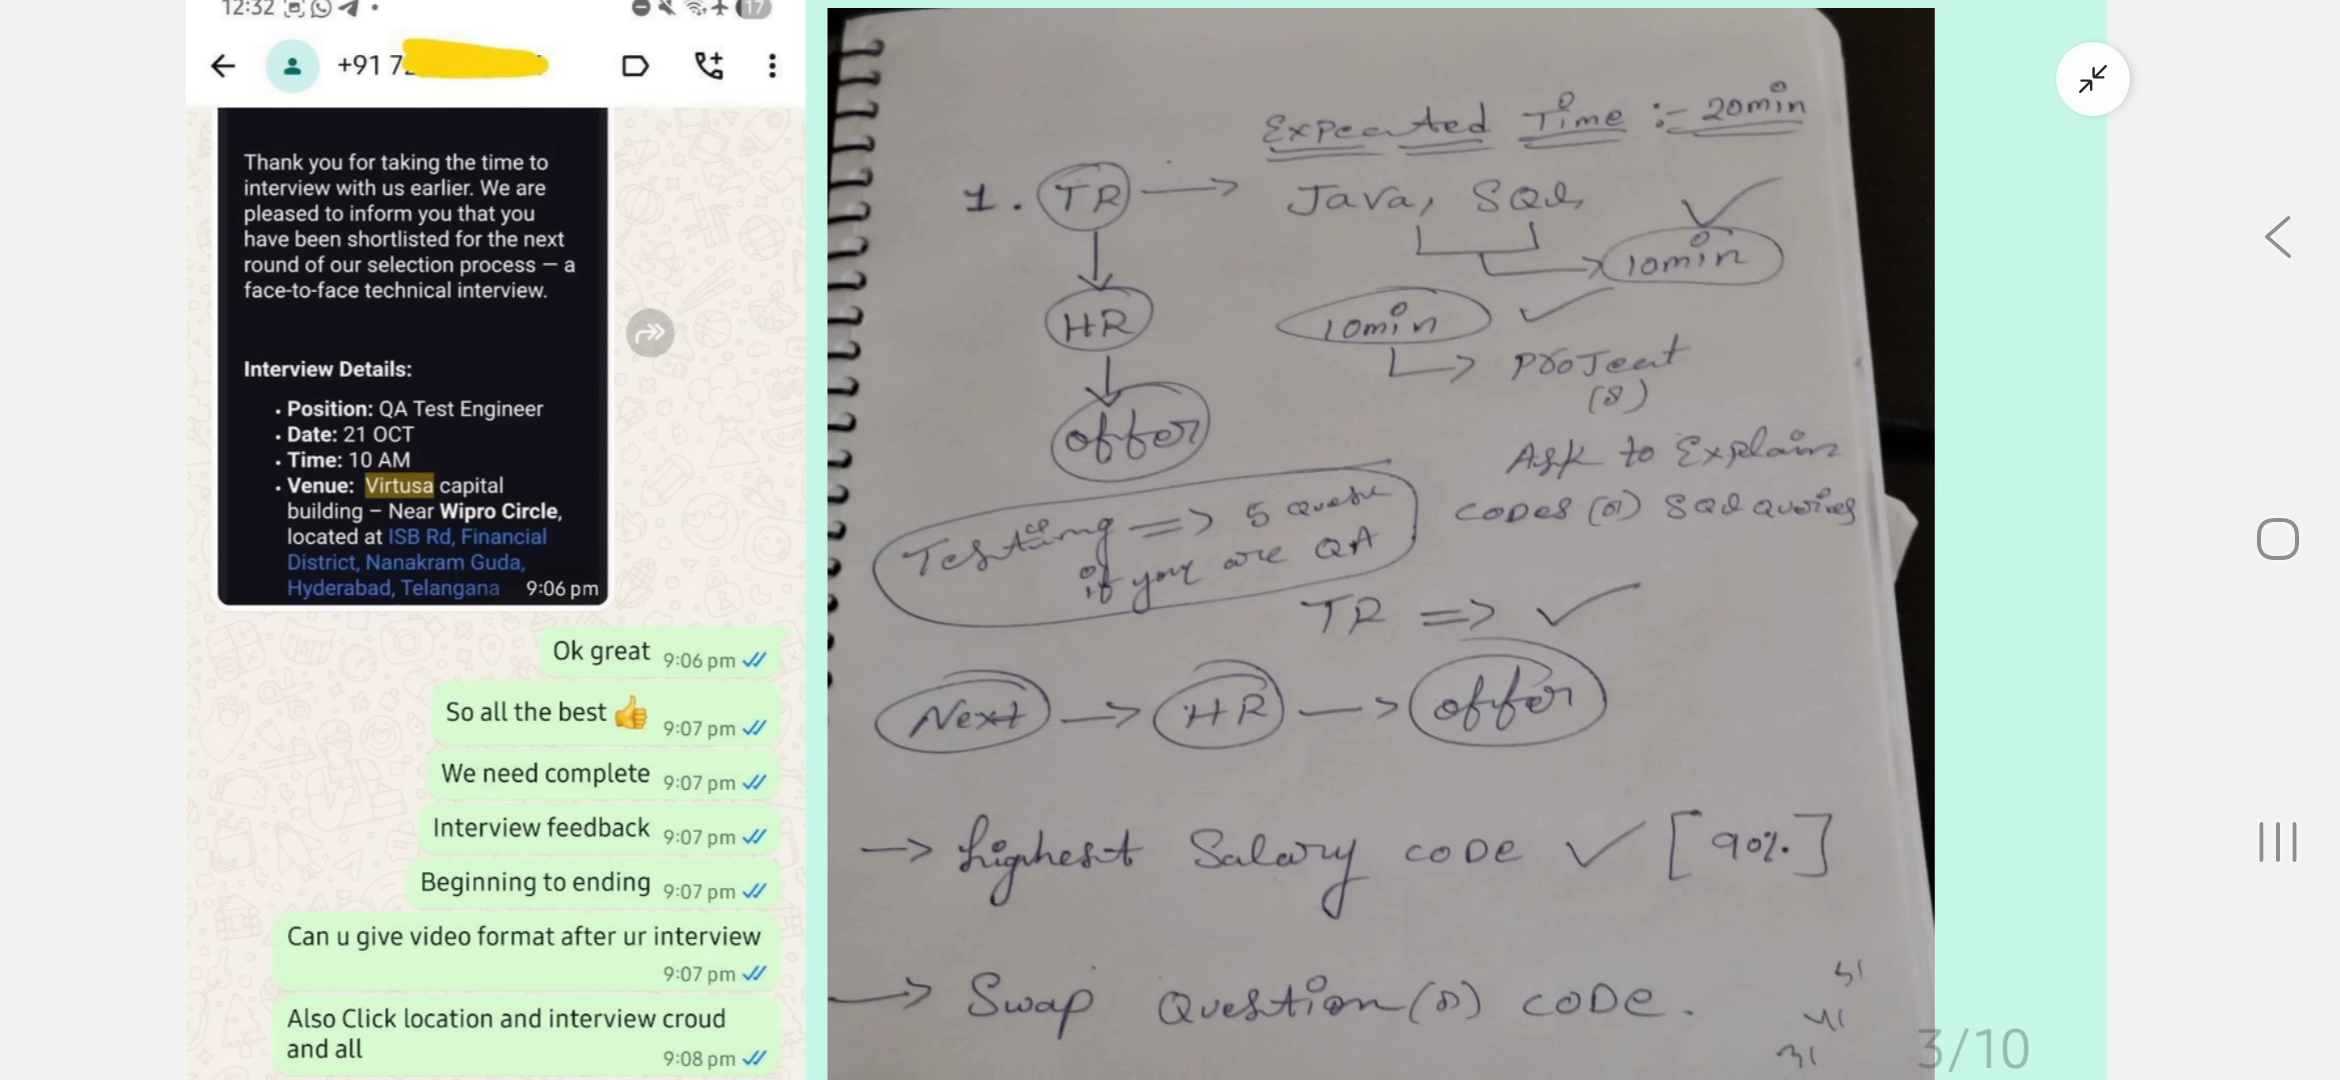 12:32
17
+91 7
Thank you for taking the time to
interview with us earlier. We are
pleased to inform you that you
have been shortlisted for the next
round of our selection process – a
face-to-face technical interview.
Interview Details:
• Position: QA Test Engineer
• Date: 21 OCT
• Time: 10 AM
• Venue: Virtusa capital
building – Near Wipro Circle,
located at ISB Rd, Financial
District, Nanakram Guda,
Hyderabad, Telangana 9:06 pm
Ok great 9:06 pm
So all the best 👍 9:07 pm
We need complete 9:07 pm
Interview feedback 9:07 pm
Beginning to ending 9:07 pm
Can u give video format after ur interview
9:07 pm
Also Click location and interview croud
and all 9:08 pm
Expected Time :- 20min
1. TR → Java, SQL,
10min
HR
10min
→ Project
(s)
offer
Ask to Explain
codes (or) SQL queries
Testing => 5 quest
if your are QA
TR => ✓
Next → HR → offer
→ highest Salary code ✓ [90%]
→ Swap Question(s) code.
3/10